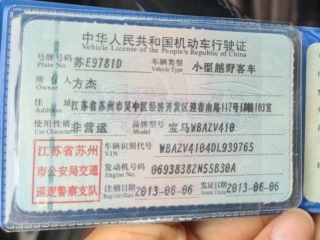 中华人民共和国机动车行驶证
Vehicle License of the People's Republic of China
号牌号码 苏E9781D 车辆类型 小型越野客车
Plate No. Vehicle Type
所有人 方杰
Owner
住址 江苏省苏州市吴中区经济开发区迎春南路117号10幢103室
Address
使用性质 非营运 品牌型号 宝马WBAZV410
Use Character Model
江苏省苏州
市公安局交通
巡逻警察支队
车辆识别代号 WBAZV4104DL939765
VIN
发动机号码 06938382N55B30A
Engine No.
注册日期 2013-06-06 发证日期 2013-06-06
Register Date Issue Date